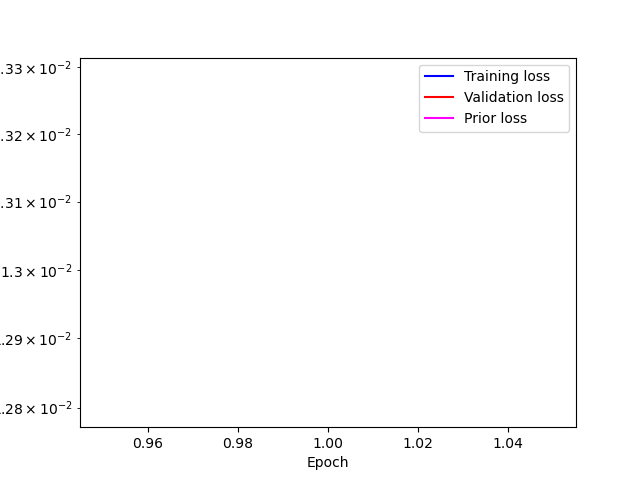 .33 × 10⁻²
.32 × 10⁻²
.31 × 10⁻²
1.3 × 10⁻²
.29 × 10⁻²
.28 × 10⁻²
Training loss
Validation loss
Prior loss
0.96 0.98 1.00 1.02 1.04
Epoch